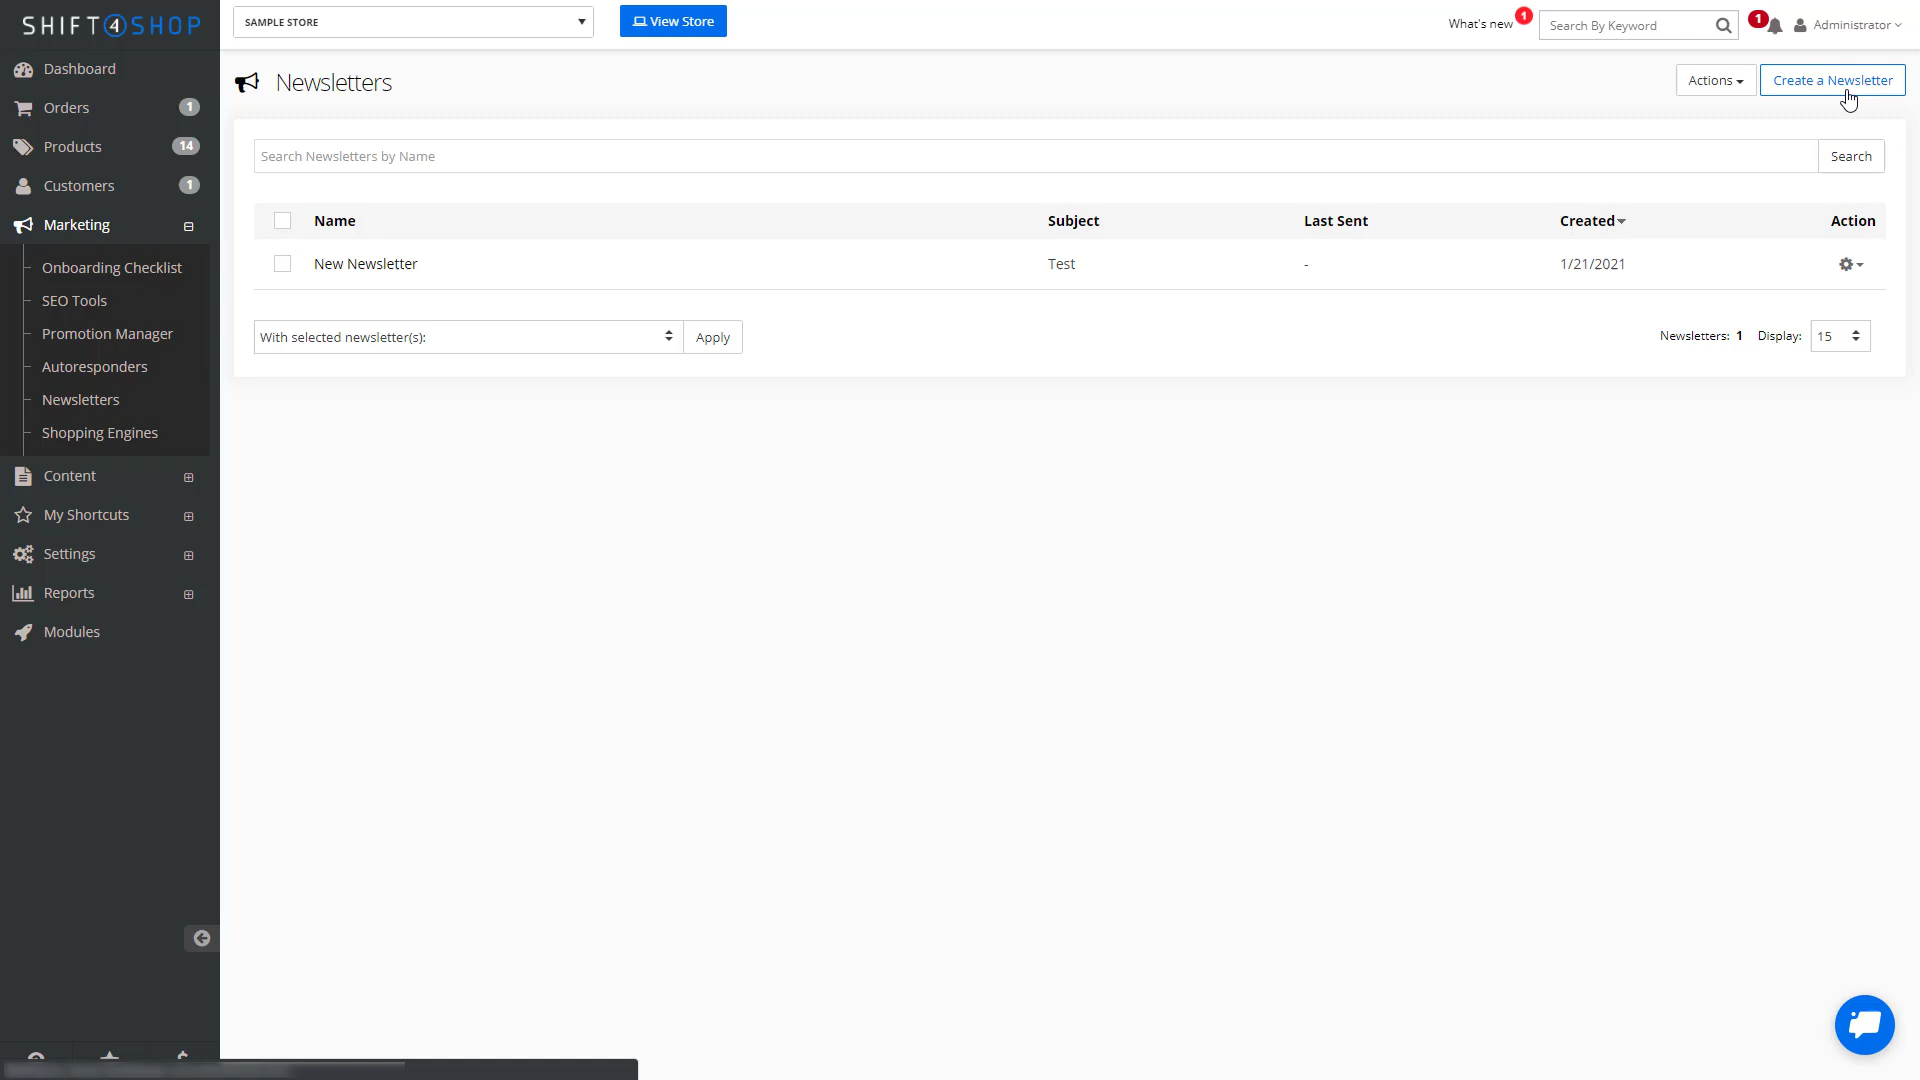 SHIFT4SHOP
SAMPLE STORE
View Store
What's new 1
Search By Keyword
1
Administrator
Dashboard
Orders 1
Products 14
Customers 1
Marketing
Onboarding Checklist
SEO Tools
Promotion Manager
Autoresponders
Newsletters
Shopping Engines
Content
My Shortcuts
Settings
Reports
Modules
Newsletters
Actions
Create a Newsletter
Search Newsletters by Name
Search
Name Subject Last Sent Created Action
New Newsletter Test - 1/21/2021
With selected newsletter(s):
Apply
Newsletters: 1 Display: 15